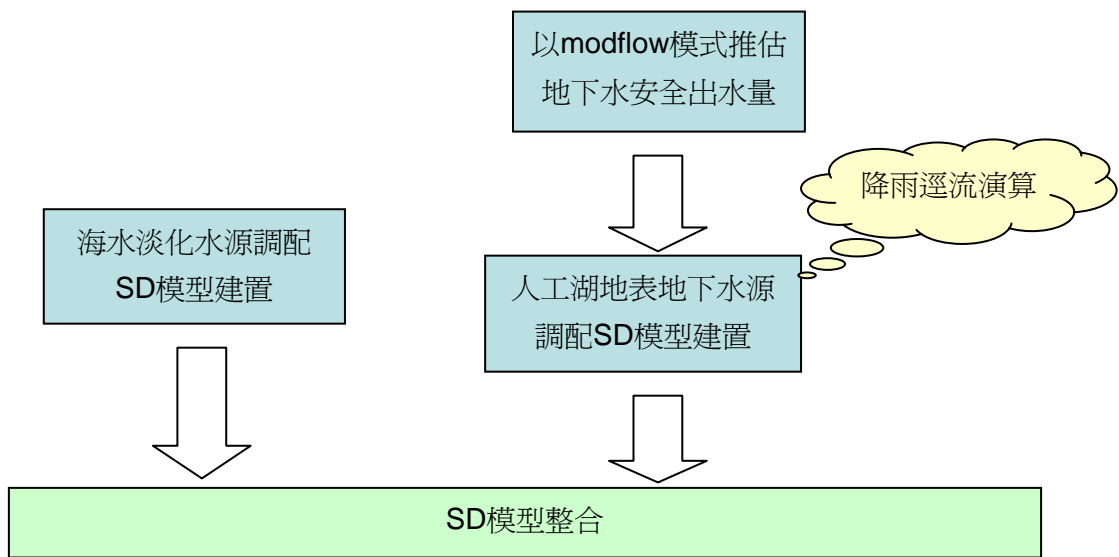 以modflow模式推估
地下水安全出水量
降雨逕流演算
海水淡化水源調配
SD模型建置
人工湖地表地下水源
調配SD模型建置
SD模型整合